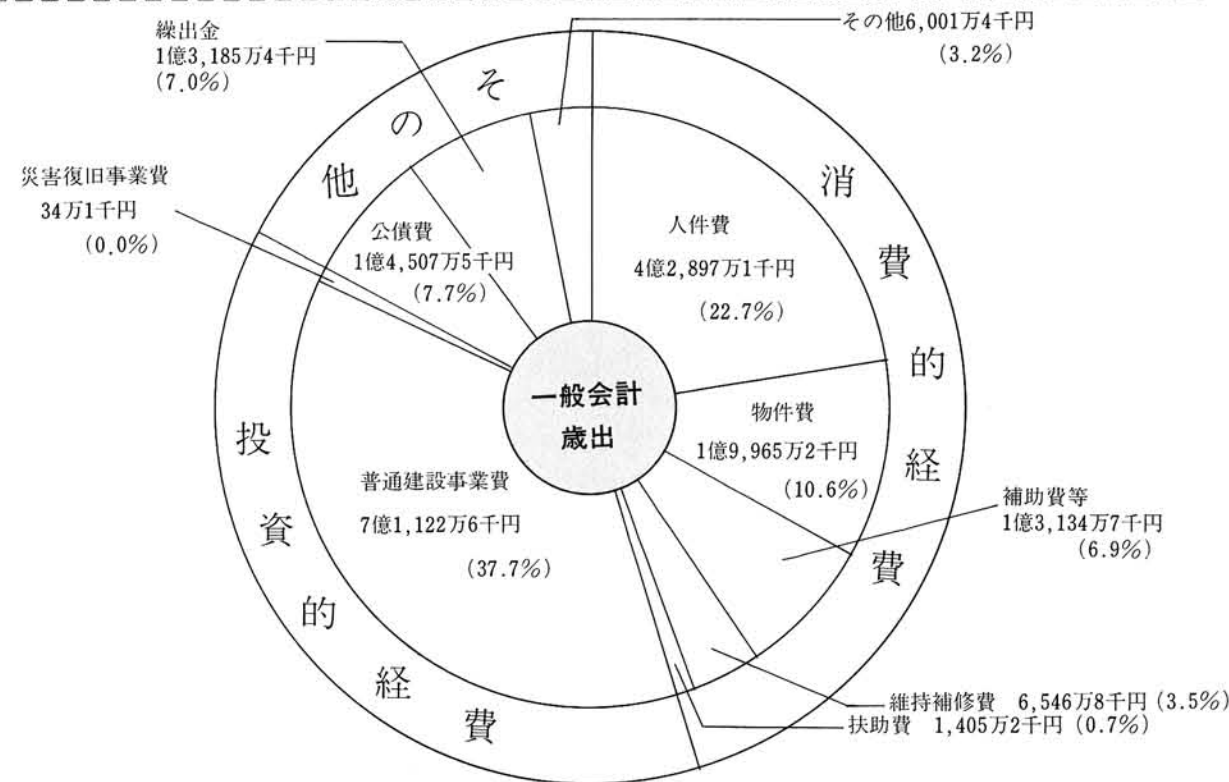 繰出金
1億3,185万4千円
(7.0%)
その他6,001万4千円
(3.2%)
災害復旧事業費
34万1千円
(0.0%)
公債費
1億4,507万5千円
(7.7%)
人件費
4億2,897万1千円
(22.7%)
物件費
1億9,965万2千円
(10.6%)
補助費等
1億3,134万7千円
(6.9%)
維持補修費 6,546万8千円 (3.5%)
扶助費 1,405万2千円 (0.7%)
普通建設事業費
7億1,122万6千円
(37.7%)
一般会計
歳出
消費的経費
投資的経費
その他